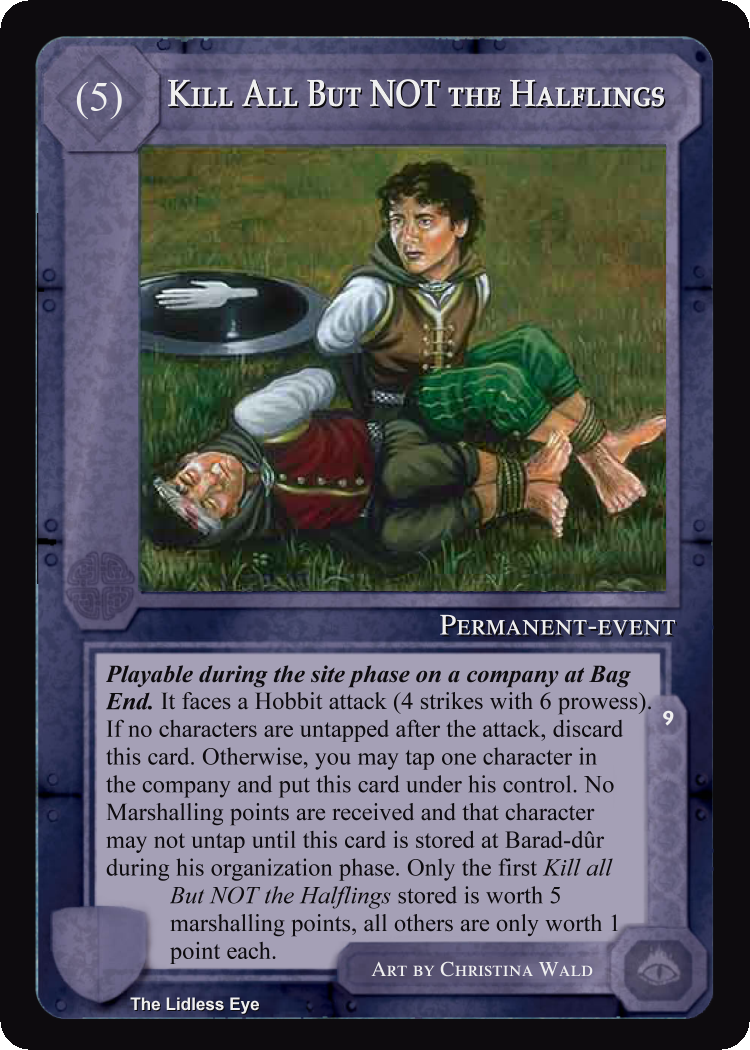 (5) Kill All But NOT the Halflings
Permanent-event
Playable during the site phase on a company at Bag
End. It faces a Hobbit attack (4 strikes with 6 prowess).
If no characters are untapped after the attack, discard
this card. Otherwise, you may tap one character in
the company and put this card under his control. No
Marshalling points are received and that character
may not untap until this card is stored at Barad-dûr
during his organization phase. Only the first Kill all
But NOT the Halflings stored is worth 5
marshalling points, all others are only worth 1
point each.
9
Art by Christina Wald
The Lidless Eye